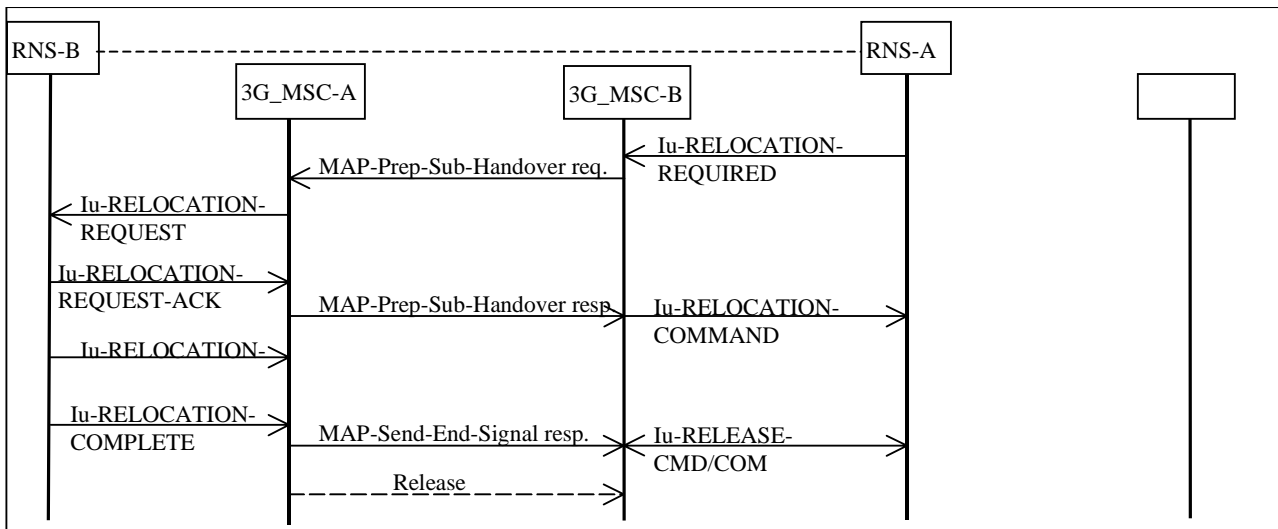 RNS-B
RNS-A
3G_MSC-A
3G_MSC-B
Iu-RELOCATION-
REQUIRED
MAP-Prep-Sub-Handover req.
Iu-RELOCATION-
REQUEST
Iu-RELOCATION-
REQUEST-ACK
MAP-Prep-Sub-Handover resp
Iu-RELOCATION-
COMMAND
Iu-RELOCATION-
Iu-RELOCATION-
COMPLETE
MAP-Send-End-Signal resp.
Iu-RELEASE-
CMD/COM
Release